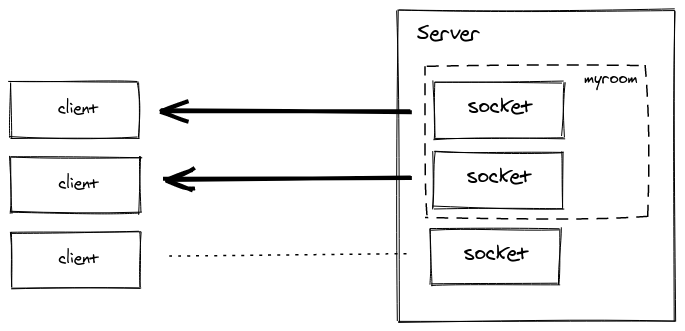 Server
myroom
client
socket
client
socket
client
socket